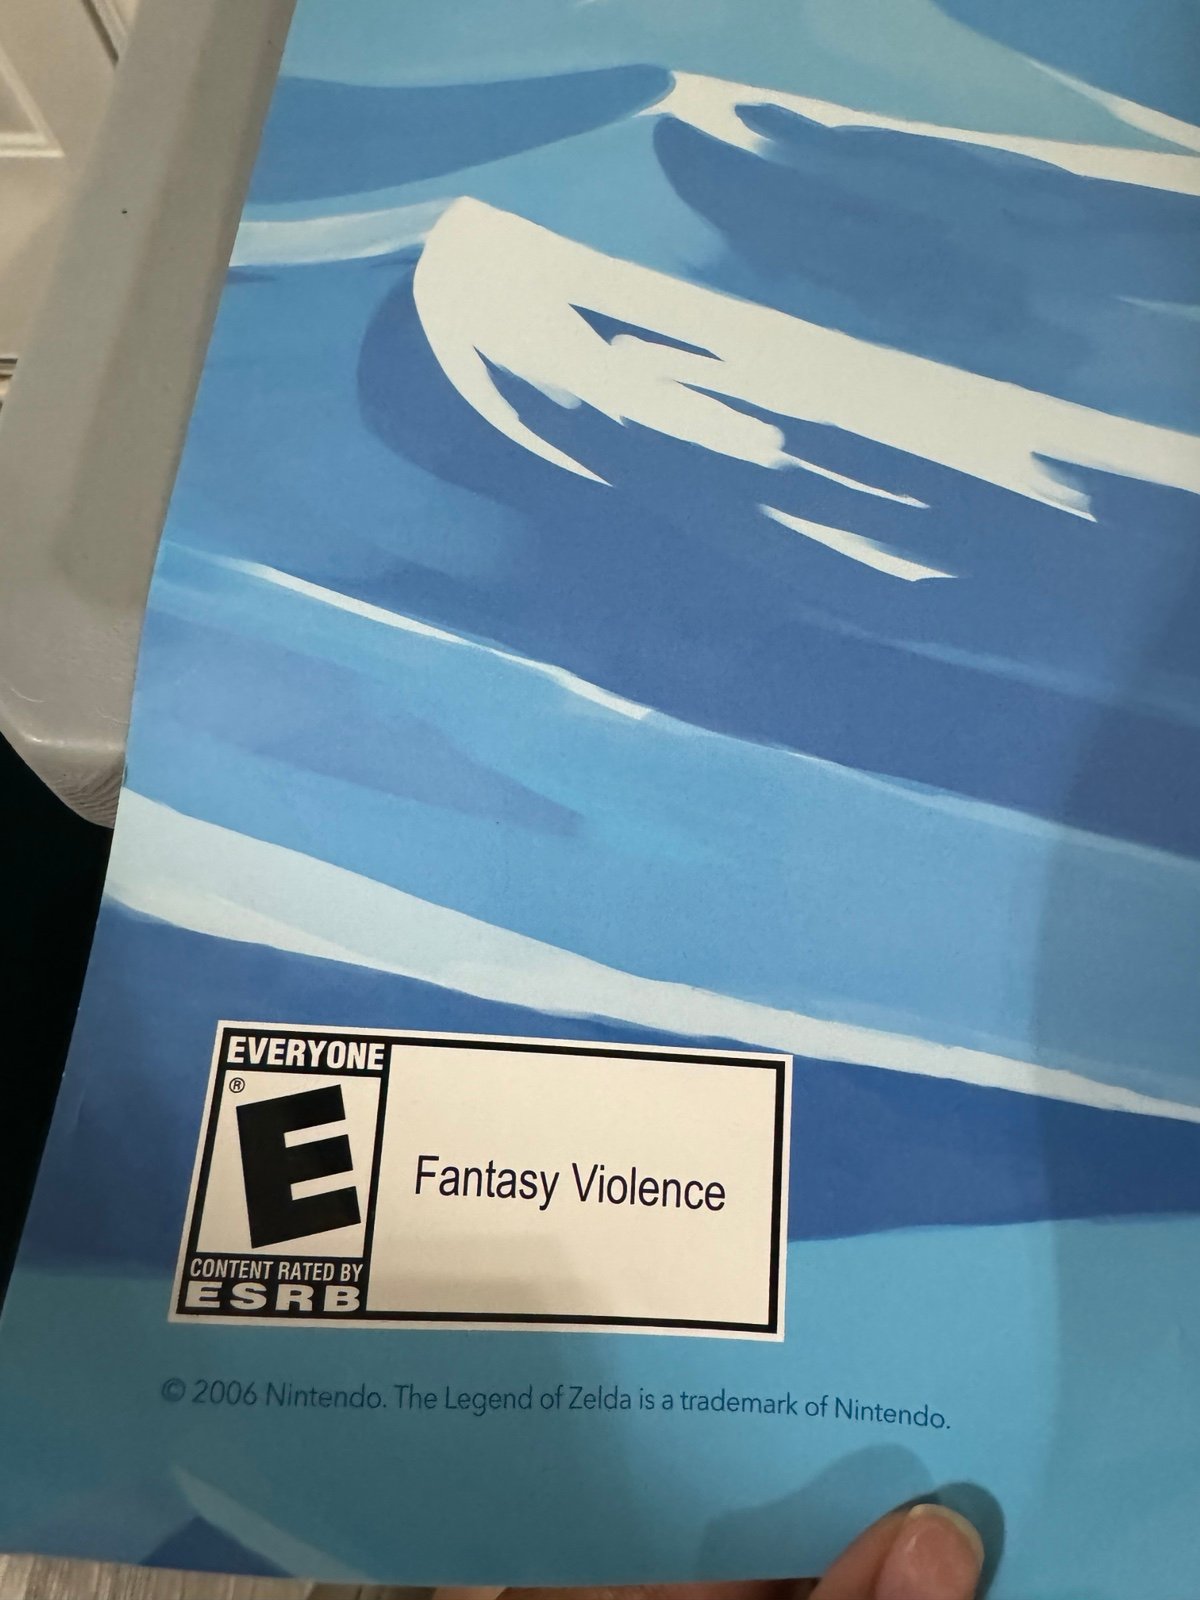 EVERYONE
®
E
Fantasy Violence
CONTENT RATED BY
ESRB
© 2006 Nintendo. The Legend of Zelda is a trademark of Nintendo.